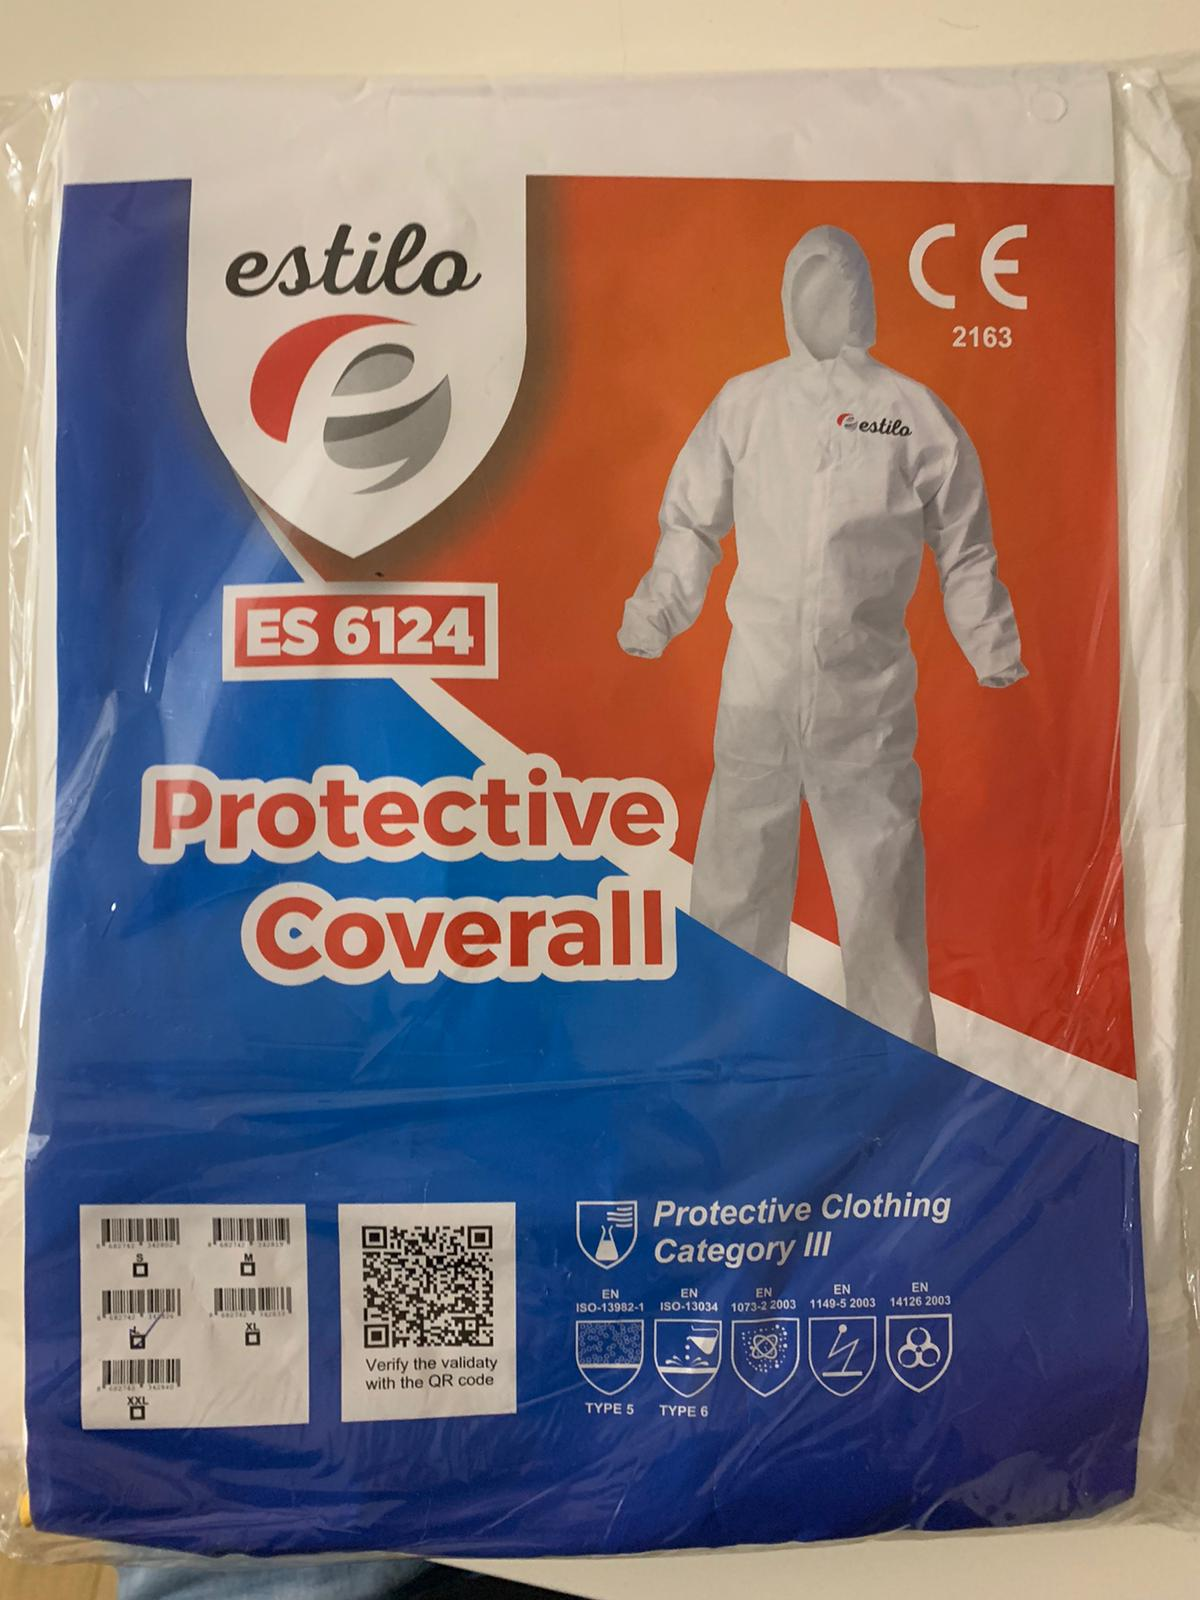 estilo
CE
2163
estilo
ES 6124
Protective
Coverall
S
M
L
XL
XXL
Verify the validaty
with the QR code
Protective Clothing
Category III
EN
ISO-13982-1
EN
ISO-13034
EN
1073-2 2003
EN
1149-5 2003
EN
14126 2003
TYPE 5
TYPE 6